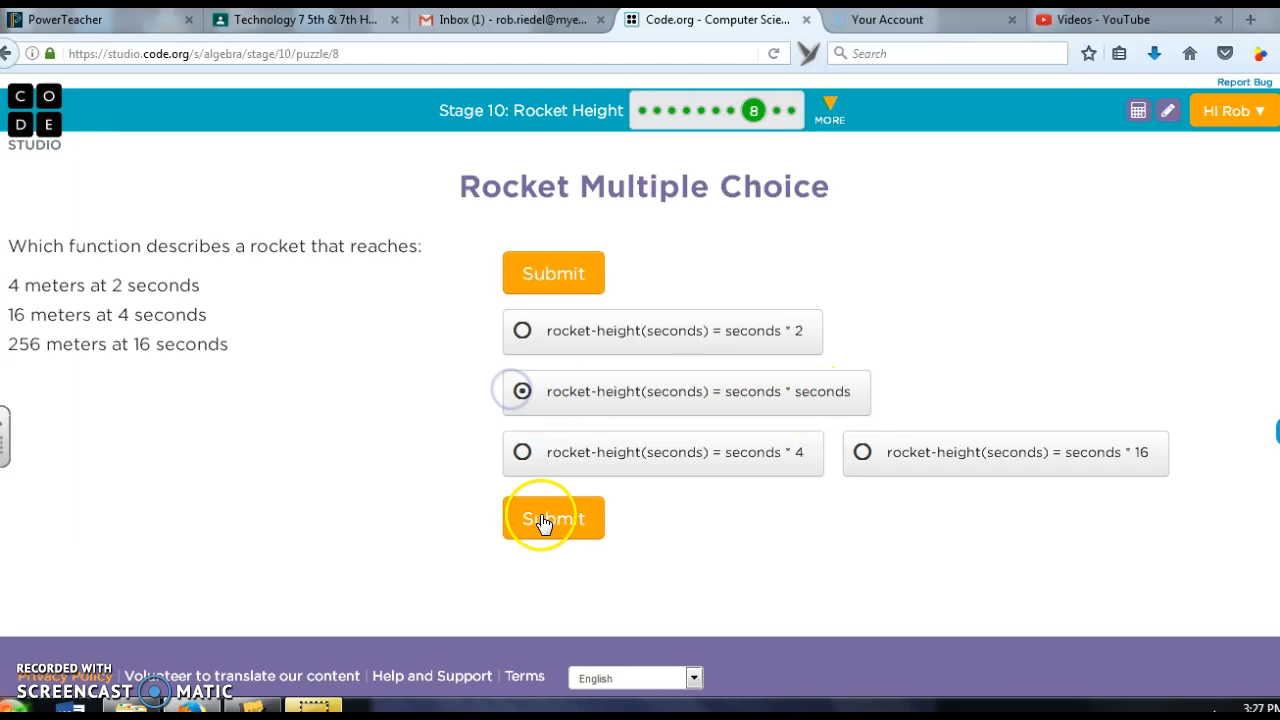 PowerTeacher × Technology 7 5th & 7th H... × Inbox (1) - rob.riedel@mye... × Code.org - Computer Scie... × Your Account × Videos - YouTube × +
https://studio.code.org/s/algebra/stage/10/puzzle/8 Search
Report Bug
C O
D E
STUDIO
Stage 10: Rocket Height 8 MORE Hi Rob ▼
Rocket Multiple Choice
Which function describes a rocket that reaches:
4 meters at 2 seconds
16 meters at 4 seconds
256 meters at 16 seconds
Submit
rocket-height(seconds) = seconds * 2
rocket-height(seconds) = seconds * seconds
rocket-height(seconds) = seconds * 4
rocket-height(seconds) = seconds * 16
Submit
RECORDED WITH
SCREENCAST MATIC
Privacy Policy | Volunteer to translate our content | Help and Support | Terms English
3:27 PM